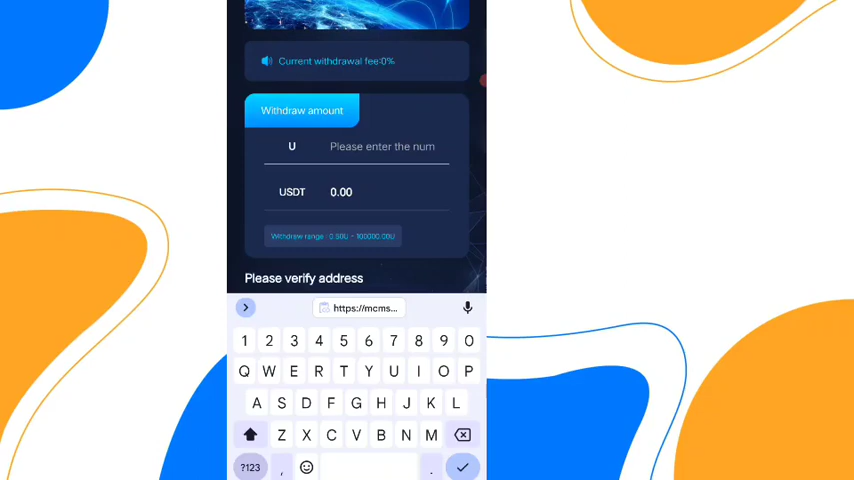 Current withdrawal fee:0%
Withdraw amount
U Please enter the num
USDT 0.00
Withdraw range : 0.50U ~ 100000.00U
Please verify address
https://mcms...
1 2 3 4 5 6 7 8 9 0
Q W E R T Y U I O P
A S D F G H J K L
Z X C V B N M
?123 , .